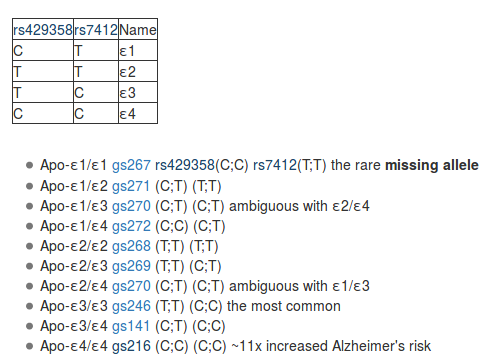 rs429358 rs7412 Name
C T ε1
T T ε2
T C ε3
C C ε4
Apo-ε1/ε1 gs267 rs429358(C;C) rs7412(T;T) the rare missing allele
Apo-ε1/ε2 gs271 (C;T) (T;T)
Apo-ε1/ε3 gs270 (C;T) (C;T) ambiguous with ε2/ε4
Apo-ε1/ε4 gs272 (C;C) (C;T)
Apo-ε2/ε2 gs268 (T;T) (T;T)
Apo-ε2/ε3 gs269 (T;T) (C;T)
Apo-ε2/ε4 gs270 (C;T) (C;T) ambiguous with ε1/ε3
Apo-ε3/ε3 gs246 (T;T) (C;C) the most common
Apo-ε3/ε4 gs141 (C;T) (C;C)
Apo-ε4/ε4 gs216 (C;C) (C;C) ~11x increased Alzheimer's risk